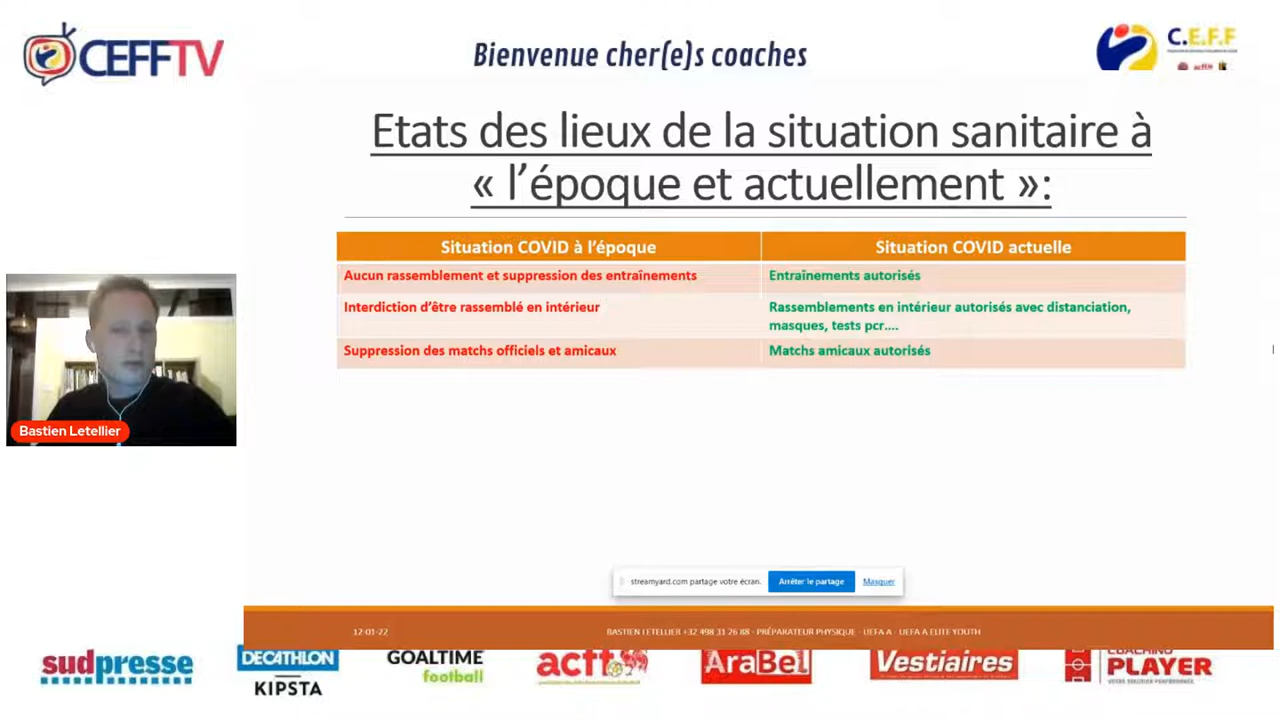 CEFFTV
Bienvenue cher(e)s coaches
C.E.F.F
Etats des lieux de la situation sanitaire à
« l’époque et actuellement »:
Situation COVID à l’époque
Situation COVID actuelle
Aucun rassemblement et suppression des entraînements
Entraînements autorisés
Interdiction d’être rassemblé en intérieur
Rassemblements en intérieur autorisés avec distanciation,
masques, tests pcr....
Suppression des matchs officiels et amicaux
Matchs amicaux autorisés
Bastien Letellier
streamyard.com partage votre écran.
Arrêter le partage
Masquer
12-01-22
BASTIEN LETELLIER +32 498 31 26 88 - PRÉPARATEUR PHYSIQUE - UEFA A - UEFA A ELITE YOUTH
sudpresse
DECATHLON
KIPSTA
GOALTIME
football
actt
AraBel
Vestiaires
COACHING
PLAYER